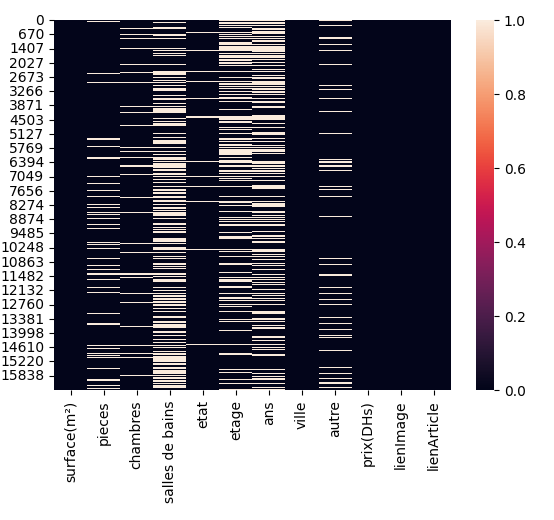 0
670
1407
2027
2673
3266
3871
4503
5127
5769
6394
7049
7656
8274
8874
9485
10248
10863
11482
12132
12760
13381
13998
14610
15220
15838
surface(m²)
pieces
chambres
salles de bains
etat
etage
ans
ville
autre
prix(DHs)
lienImage
lienArticle
1.0
0.8
0.6
0.4
0.2
0.0